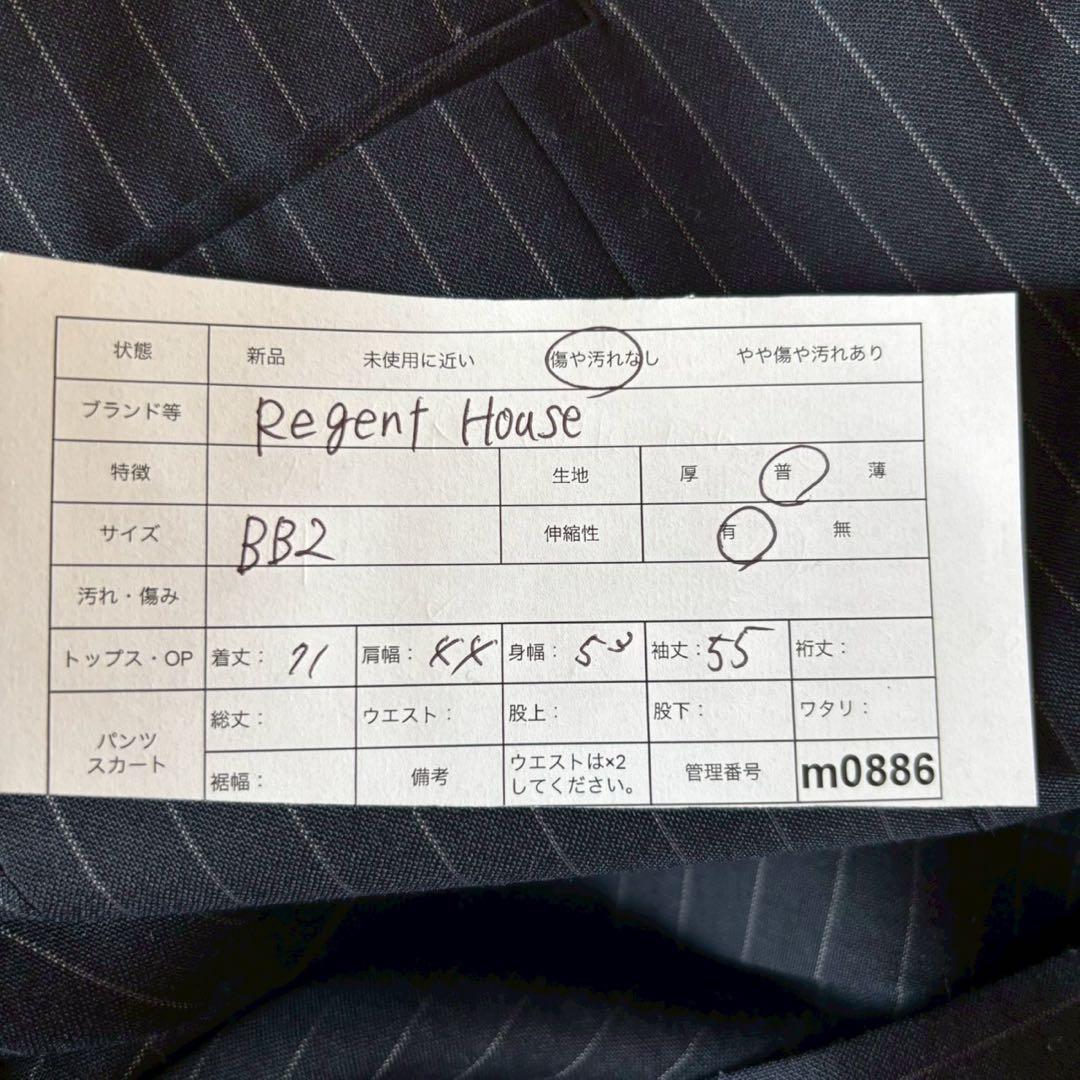 状態 新品 未使用に近い 傷や汚れなし やや傷や汚れあり
ブランド等 Regent House
特徴 生地 厚 普 薄
サイズ BB2 伸縮性 有 無
汚れ・傷み
トップス・OP 着丈: 71 肩幅: 44 身幅: 53 袖丈: 55 裄丈:
パンツ スカート
総丈: ウエスト: 股上: 股下: ワタリ:
裾幅: 備考 ウエストは×2してください。 管理番号 m0886